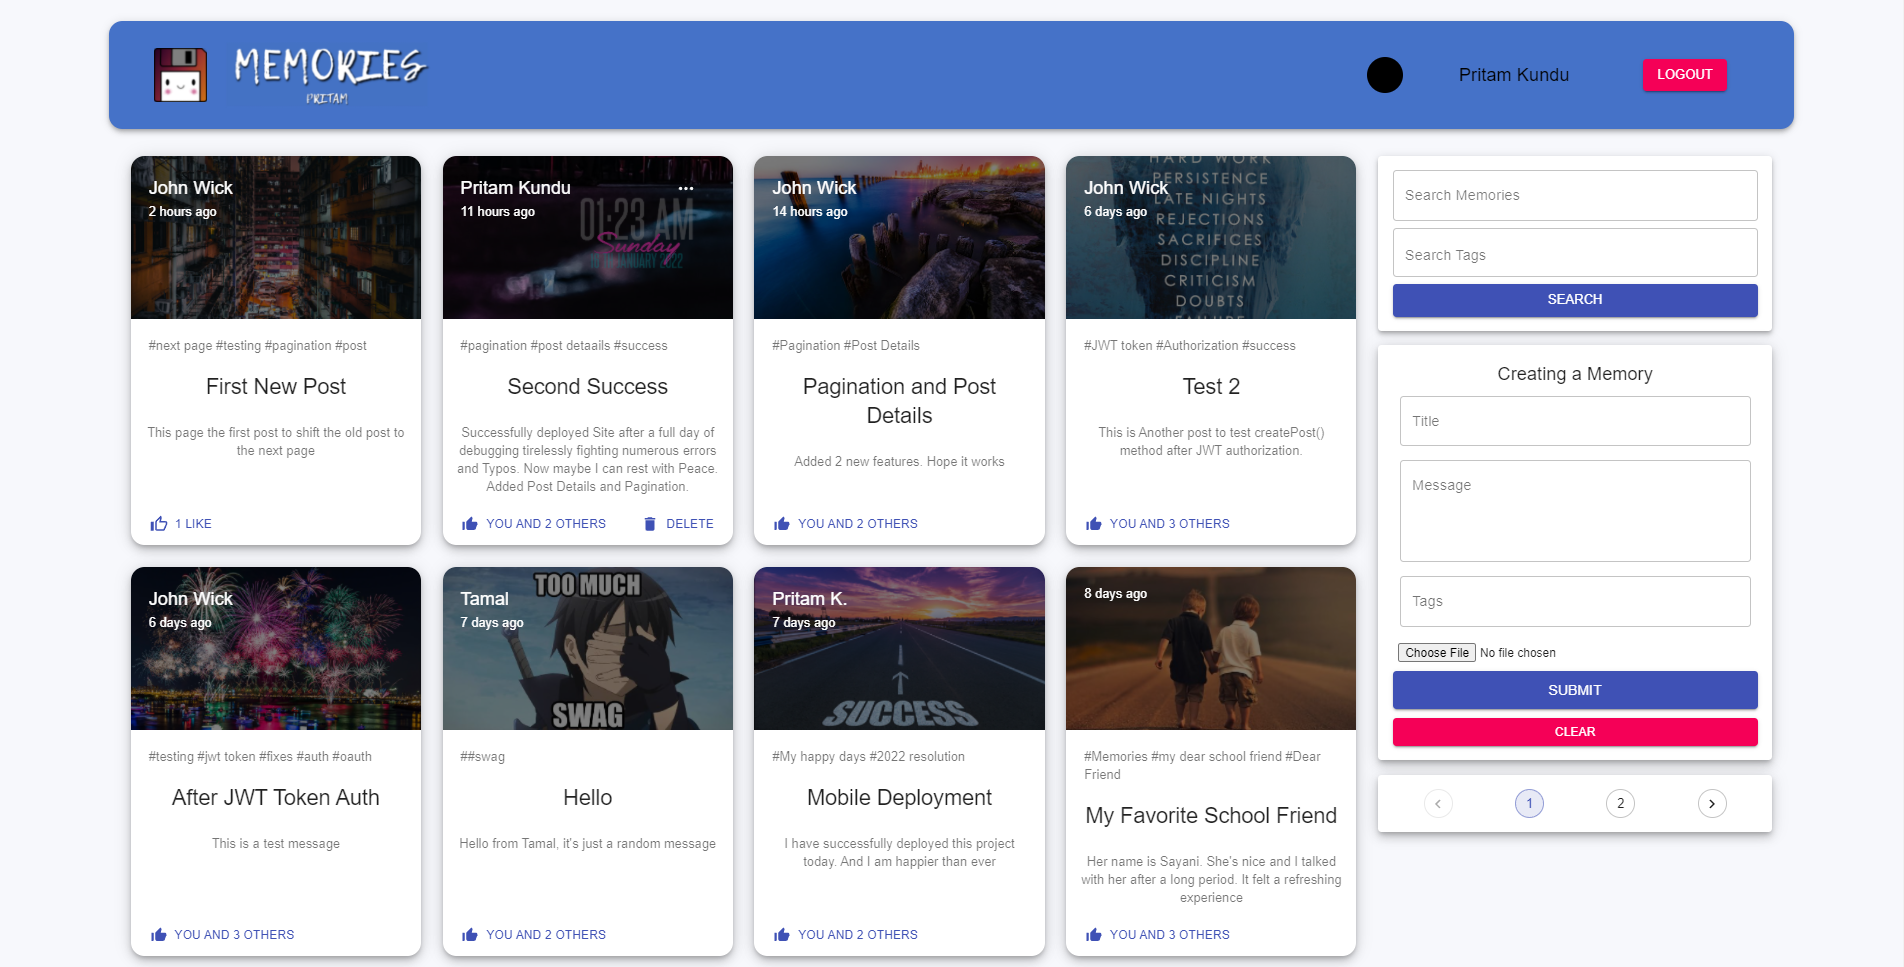 MEMORIES
PRITAM
Pritam Kundu
LOGOUT
John Wick
2 hours ago
#next page #testing #pagination #post
First New Post
This page the first post to shift the old post to
the next page
1 LIKE
Pritam Kundu
11 hours ago
01:23 AM
Sunday
JANUARY 2022
#pagination #post detaails #success
Second Success
Successfully deployed Site after a full day of
debugging tirelessly fighting numerous errors
and Typos. Now maybe I can rest with Peace.
Added Post Details and Pagination.
YOU AND 2 OTHERS
DELETE
John Wick
14 hours ago
#Pagination #Post Details
Pagination and Post
Details
Added 2 new features. Hope it works
YOU AND 2 OTHERS
John Wick
6 days ago
HARD WORK
PERSISTENCE
LATE NIGHTS
REJECTIONS
SACRIFICES
DISCIPLINE
CRITICISM
DOUBTS
FAILURE
#JWT token #Authorization #success
Test 2
This is Another post to test createPost()
method after JWT authorization.
YOU AND 3 OTHERS
John Wick
6 days ago
#testing #jwt token #fixes #auth #oauth
After JWT Token Auth
This is a test message
YOU AND 3 OTHERS
TOO MUCH
Tamal
7 days ago
SWAG
##swag
Hello
Hello from Tamal, it's just a random message
YOU AND 2 OTHERS
Pritam K.
7 days ago
SUCCESS
#My happy days #2022 resolution
Mobile Deployment
I have successfully deployed this project
today. And I am happier than ever
YOU AND 2 OTHERS
8 days ago
#Memories #my dear school friend #Dear
Friend
My Favorite School Friend
Her name is Sayani. She's nice and I talked
with her after a long period. It felt a refreshing
experience
YOU AND 3 OTHERS
Search Memories
Search Tags
SEARCH
Creating a Memory
Title
Message
Tags
Choose File No file chosen
SUBMIT
CLEAR
1 2